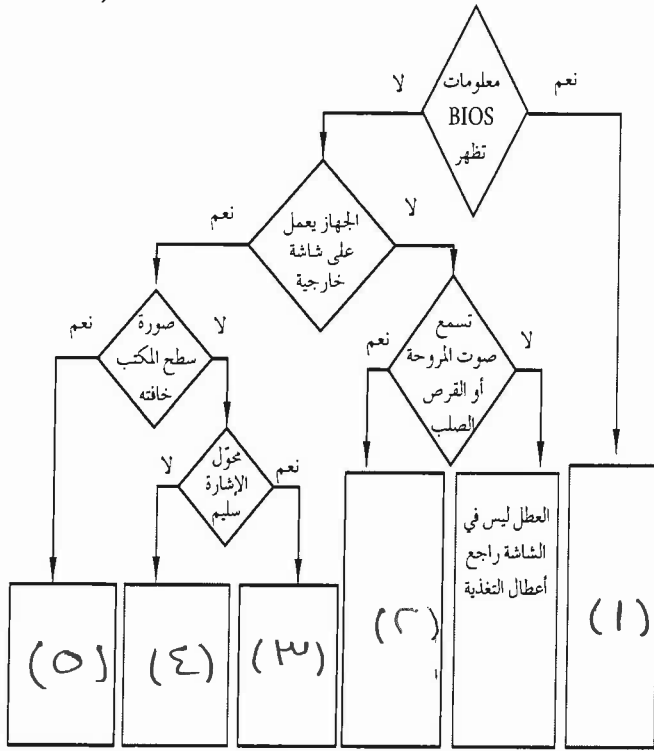 معلومات
BIOS
تظهر
نعم
لا
الجهاز يعمل
على شاشة
خارجية
نعم
لا
تسمع
صوت المروحة
أو القرص
الصلب
نعم
لا
صورة
سطح المكتب
خافته
نعم
لا
محوّل
الإشارة
سليم
نعم
لا
العطل ليس في
الشاشة راجع
أعطال التغذية
(١)
(٢)
(٣)
(٤)
(٥)